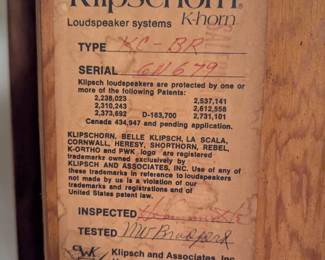 Klipschorn®
Loudspeaker systems K-horn
TYPE KC-BR
SERIAL 611679
Klipsch loudspeakers are protected by one or
more of the following Patents:
2,238,023 2,537,141
2,310,243 2,612,558
2,373,692 D-163,700 2,731,101
Canada 434,947 and pending application.
KLIPSCHORN, BELLE KLIPSCH, LA SCALA,
CORNWALL, HERESY, SHORTHORN, REBEL,
K-ORTHO and PWK logo are registered
trademarks owned exclusively by
KLIPSCH AND ASSOCIATES, INC. Use of any
these trademarks in reference to loudspeakers
not made by us is a violation of our
trademarks and registrations and of
United States patent law.
INSPECTED
TESTED Bradford
PWK Klipsch and Associates, Inc